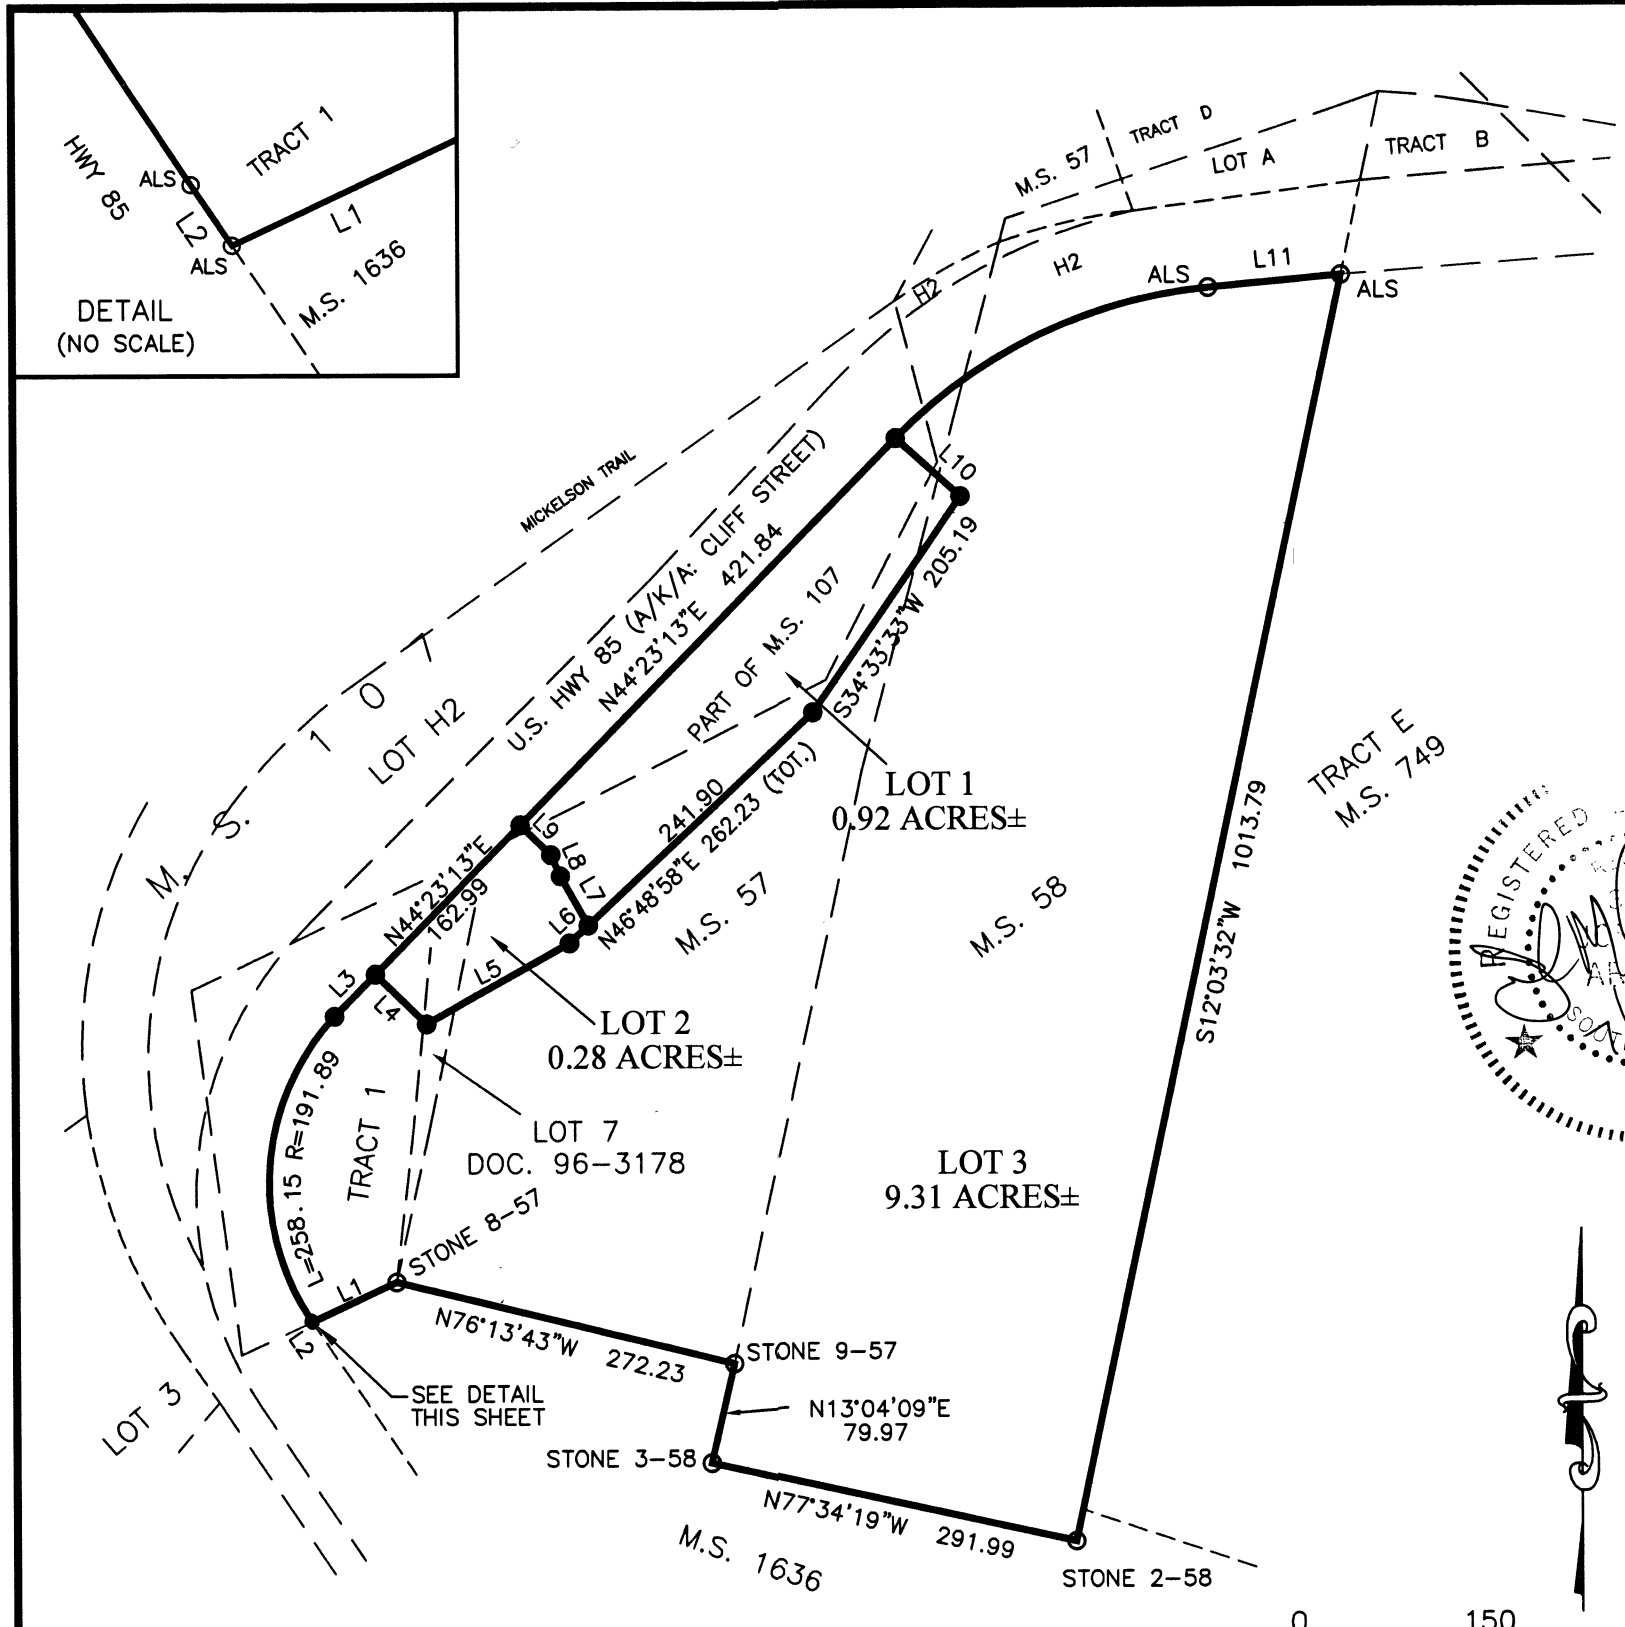 HWY 85
TRACT 1
ALS
L2
ALS
L1
M.S. 1636
DETAIL
(NO SCALE)
M.S. 57
TRACT D
LOT A
TRACT B
H2
H2
ALS
L11
ALS
MICKELSON TRAIL
U.S. HWY 85 (A/K/A: CLIFF STREET)
N44°23'13"E 421.84
L10
PART OF M.S. 107
S34°33'33"W 205.19
M.S. 107
LOT H2
LOT 1
0.92 ACRES±
TRACT E
M.S. 749
241.90
N46°48'58"E 262.23 (TOT.)
N44°23'13"E
162.99
L9
L8
L7
L6
L5
L4
L3
M.S. 57
M.S. 58
S12°03'32"W 1013.79
REGISTERED
LOT 2
0.28 ACRES±
L=258.15 R=191.89
TRACT 1
LOT 7
DOC. 96-3178
LOT 3
9.31 ACRES±
STONE 8-57
L1
L2
N76°13'43"W 272.23
STONE 9-57
SEE DETAIL
THIS SHEET
N13°04'09"E
79.97
LOT 3
STONE 3-58
N77°34'19"W 291.99
M.S. 1636
STONE 2-58
0 150